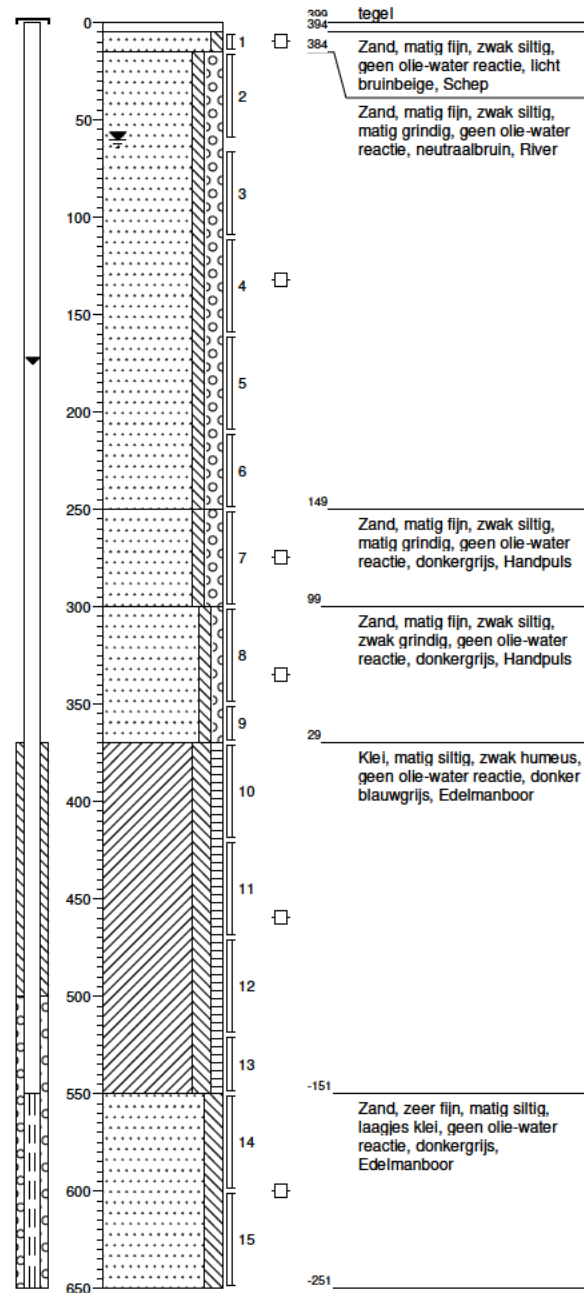 0
50
100
150
200
250
300
350
400
450
500
550
600
650
1
2
3
4
5
6
7
8
9
10
11
12
13
14
15
399
tegel
394
384
Zand, matig fijn, zwak siltig,
geen olie-water reactie, licht
bruinbeige, Schep
Zand, matig fijn, zwak siltig,
matig grindig, geen olie-water
reactie, neutraalbruin, River
149
Zand, matig fijn, zwak siltig,
matig grindig, geen olie-water
reactie, donkergrijs, Handpuls
99
Zand, matig fijn, zwak siltig,
zwak grindig, geen olie-water
reactie, donkergrijs, Handpuls
29
Klei, matig siltig, zwak humeus,
geen olie-water reactie, donker
blauwgrijs, Edelmanboor
-151
Zand, zeer fijn, matig siltig,
laagjes klei, geen olie-water
reactie, donkergrijs,
Edelmanboor
-251